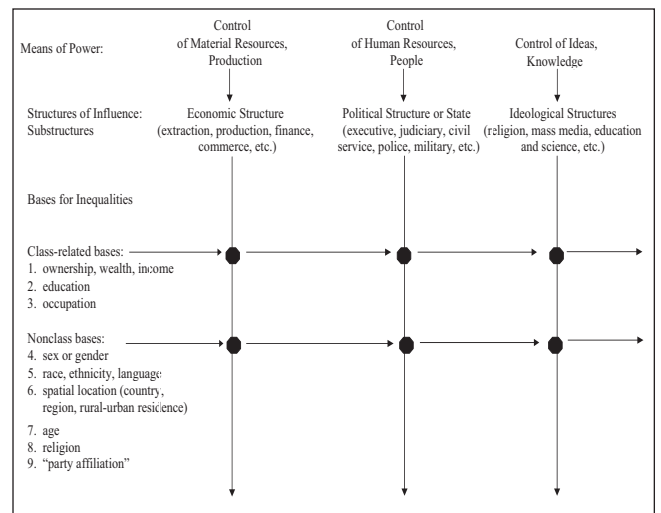 Means of Power:
Control
of Material Resources,
Production
Control
of Human Resources,
People
Control of Ideas,
Knowledge
Structures of Influence:
Substructures
Economic Structure
(extraction, production, finance,
commerce, etc.)
Political Structure or State
(executive, judiciary, civil
service, police, military, etc.)
Ideological Structures
(religion, mass media, education
and science, etc.)
Bases for Inequalities
Class-related bases:
1. ownership, wealth, income
2. education
3. occupation
Nonclass bases:
4. sex or gender
5. race, ethnicity, language
6. spatial location (country,
region, rural-urban residence)
7. age
8. religion
9. “party affiliation”